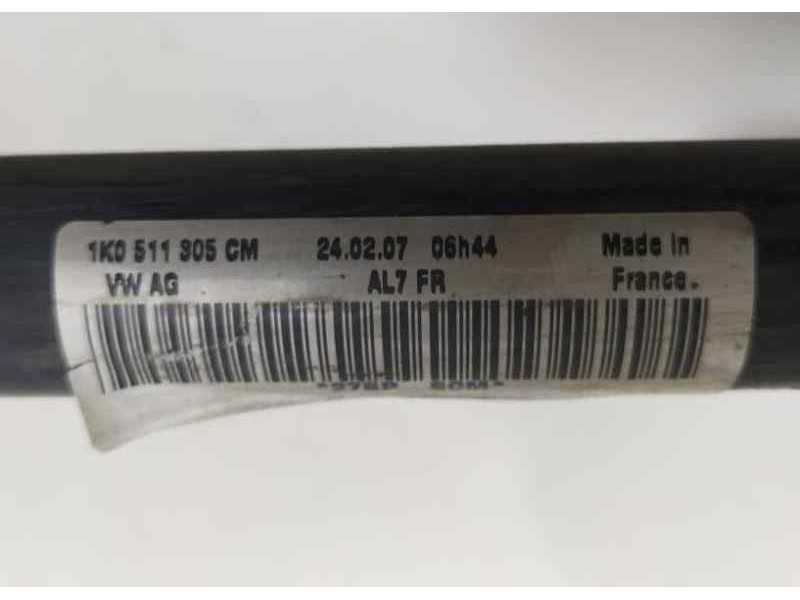 1K0 511 305 CM 24.02.07 06h44 Made in
VW AG AL7 FR France.